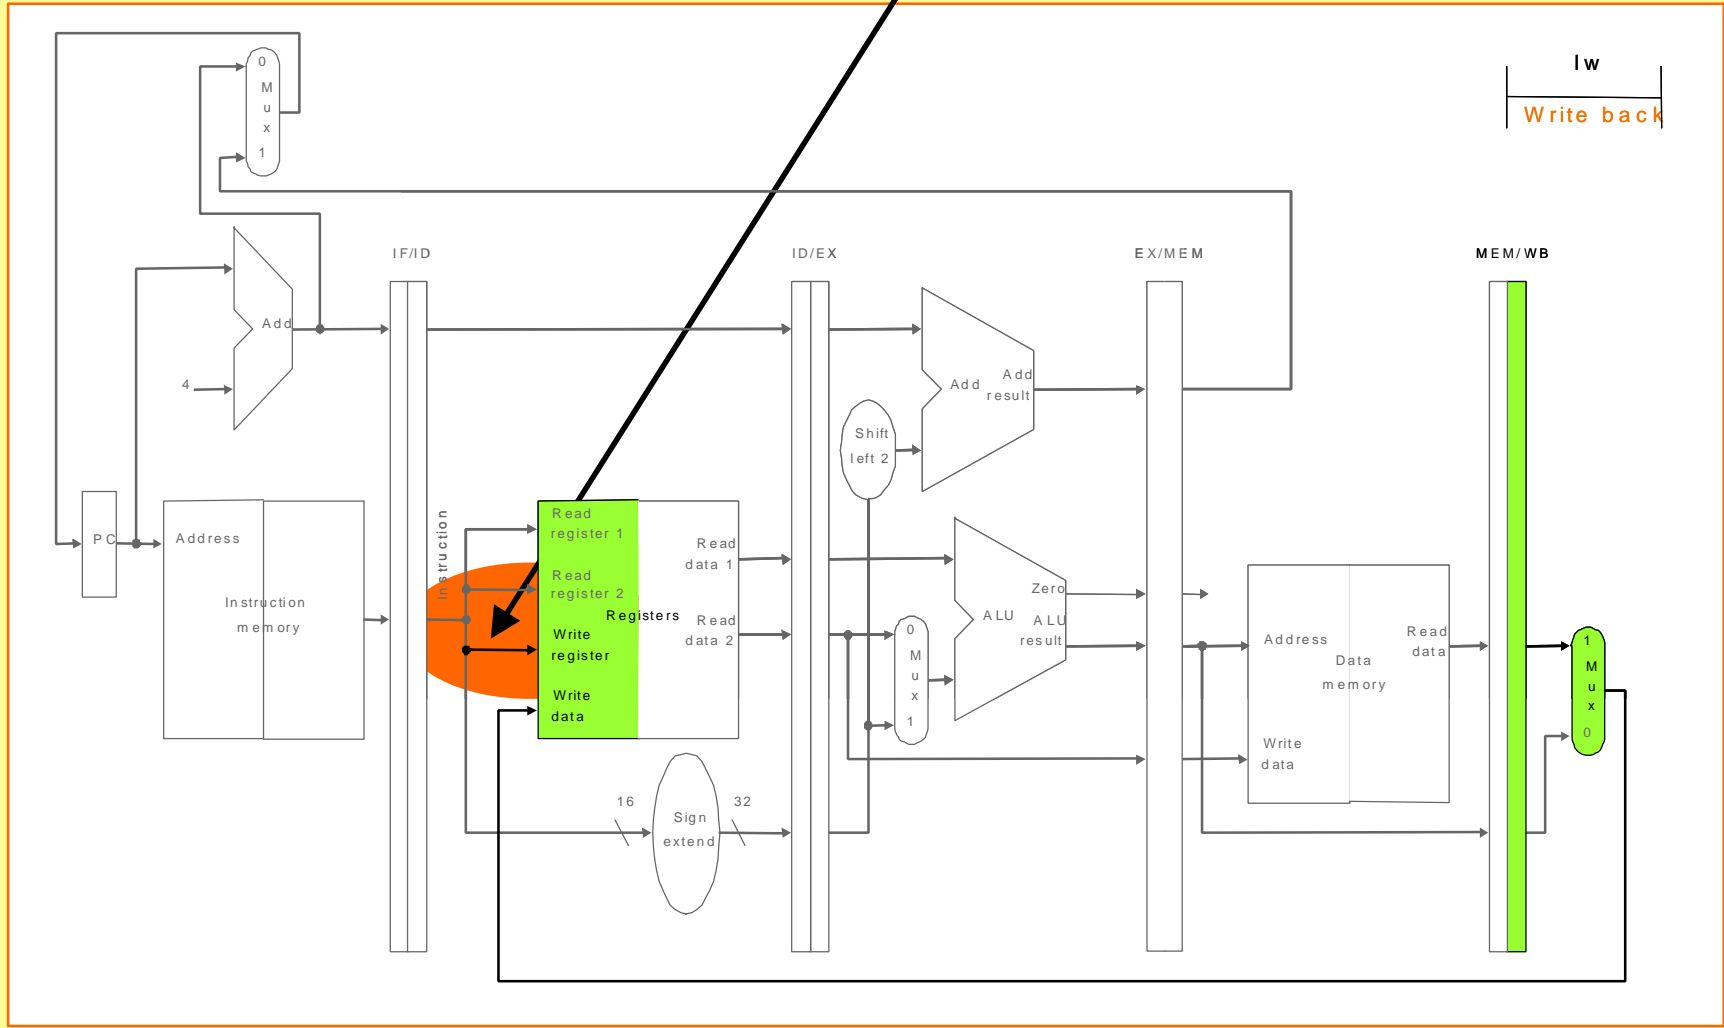 lw
Write back
0
M
u
x
1
IF/ID
ID/EX
EX/MEM
MEM/WB
Add
4
Add
Add
result
Shift
left 2
PC
Address
Instruction
memory
Instruction
Read
register 1
Read
register 2
Registers
Write
register
Write
data
Read
data 1
Read
data 2
0
M
u
x
1
Zero
ALU
ALU
result
Address
Read
data
Data
memory
Write
data
1
M
u
x
0
16
Sign
extend
32